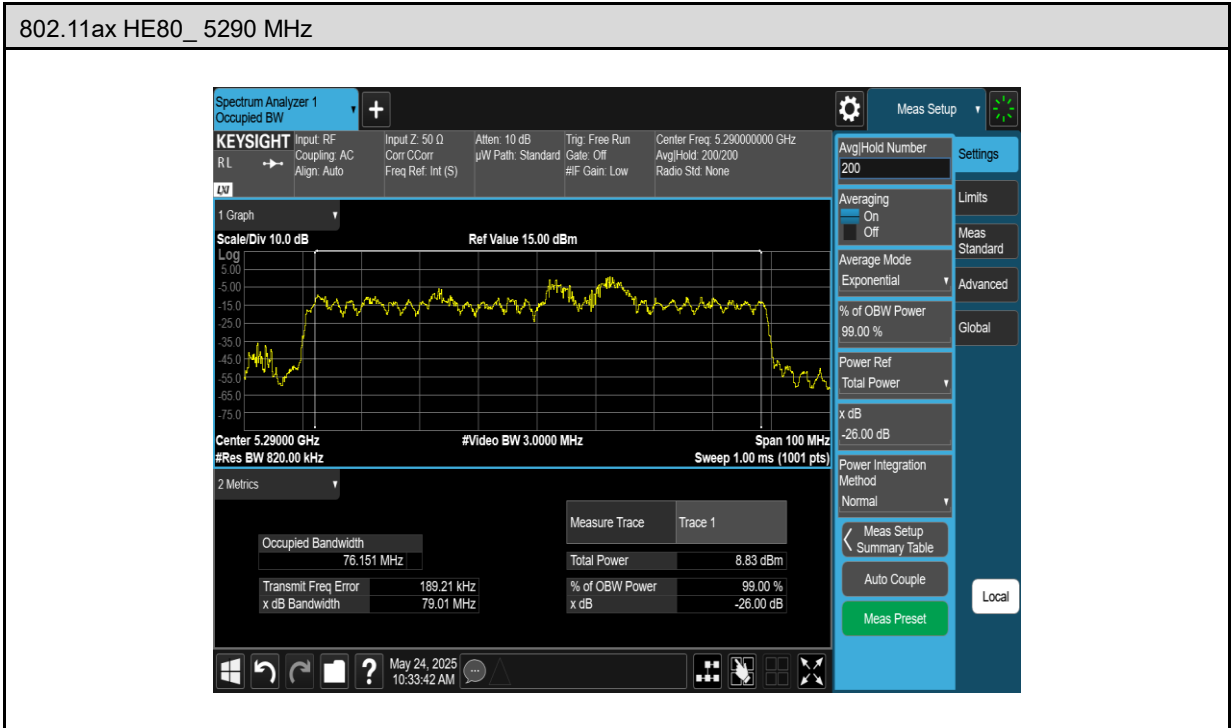 802.11ax HE80_ 5290 MHz
Spectrum Analyzer 1
Occupied BW
+
Meas Setup
KEYSIGHT
RL
LXI
Input: RF
Coupling: AC
Align: Auto
Input Z: 50 Ω
Corr CCorr
Freq Ref: Int (S)
Atten: 10 dB
µW Path: Standard
Trig: Free Run
Gate: Off
#IF Gain: Low
Center Freq: 5.290000000 GHz
Avg|Hold: 200/200
Radio Std: None
1 Graph
Scale/Div 10.0 dB
Ref Value 15.00 dBm
Log
5.00
-5.00
-15.0
-25.0
-35.0
-45.0
-55.0
-65.0
-75.0
Center 5.29000 GHz
#Video BW 3.0000 MHz
Span 100 MHz
#Res BW 820.00 kHz
Sweep 1.00 ms (1001 pts)
2 Metrics
Measure Trace Trace 1
Occupied Bandwidth
76.151 MHz
Total Power 8.83 dBm
Transmit Freq Error 189.21 kHz
% of OBW Power 99.00 %
x dB Bandwidth 79.01 MHz
x dB -26.00 dB
Avg|Hold Number
200
Averaging
On
Off
Average Mode
Exponential
% of OBW Power
99.00 %
Power Ref
Total Power
x dB
-26.00 dB
Power Integration
Method
Normal
Meas Setup
Summary Table
Auto Couple
Meas Preset
Settings
Limits
Meas
Standard
Advanced
Global
Local
?
May 24, 2025
10:33:42 AM